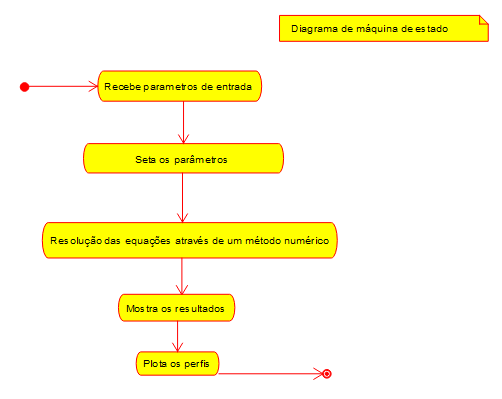 Diagrama de máquina de estado
Recebe parametros de entrada
Seta os parâmetros
Resolução das equações através de um método numérico
Mostra os resultados
Plota os perfis